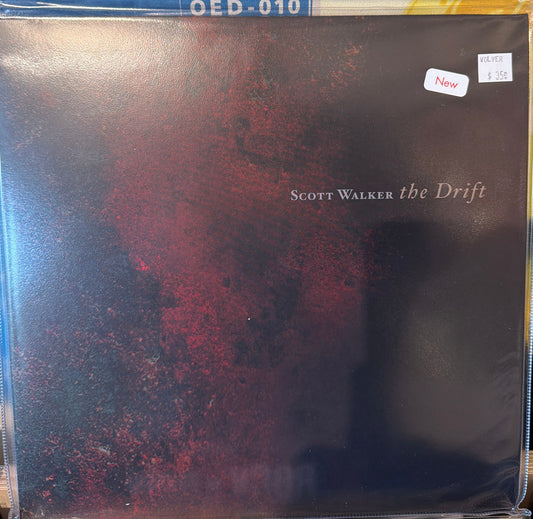 OED-010
VOLVER
$ 35¢
New
SCOTT WALKER the Drift